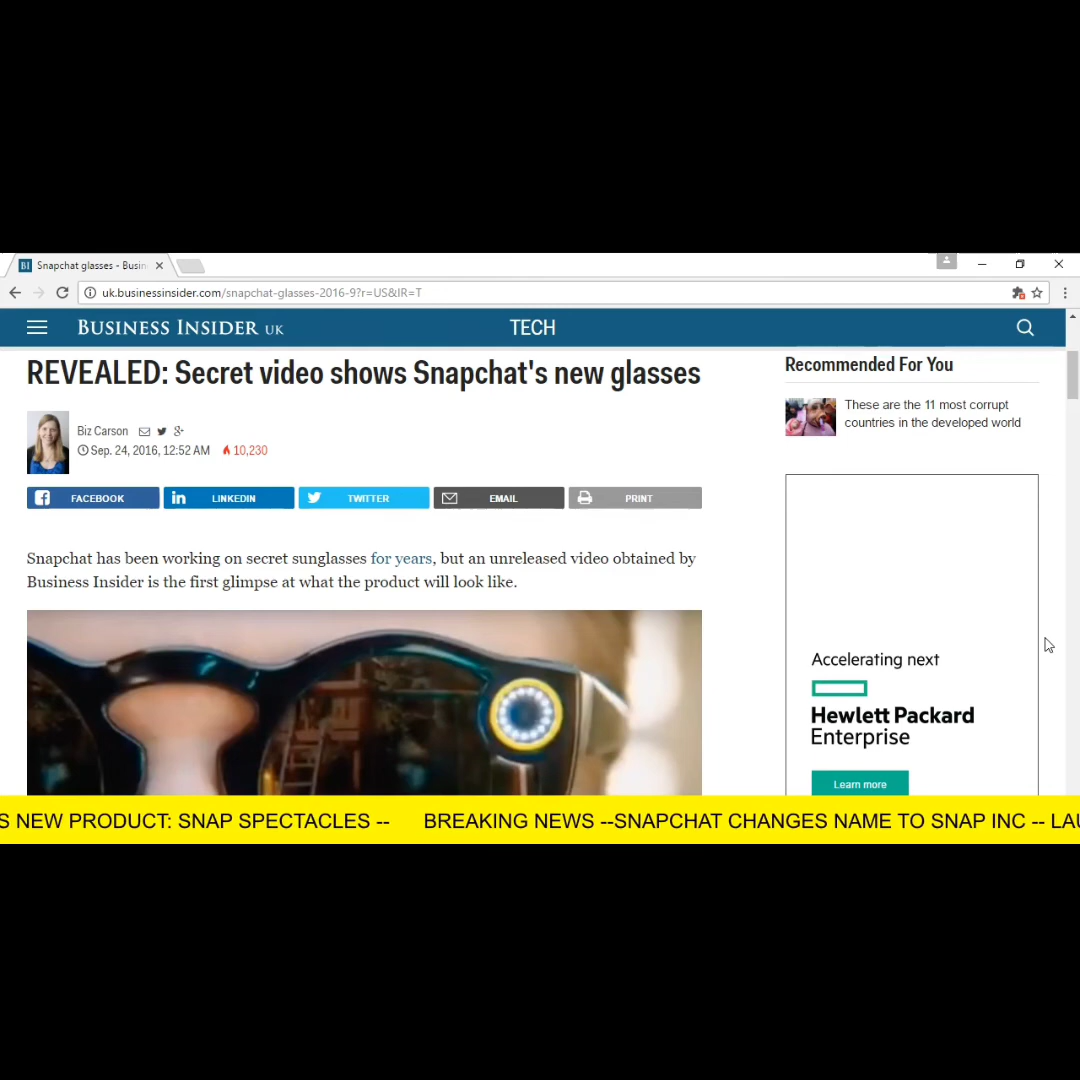 Snapchat glasses - Busin
uk.businessinsider.com/snapchat-glasses-2016-9?r=US&IR=T
BUSINESS INSIDER UK
TECH
REVEALED: Secret video shows Snapchat's new glasses
Biz Carson
Sep. 24, 2016, 12:52 AM 10,230
FACEBOOK
LINKEDIN
TWITTER
EMAIL
PRINT
Snapchat has been working on secret sunglasses for years, but an unreleased video obtained by
Business Insider is the first glimpse at what the product will look like.
Recommended For You
These are the 11 most corrupt
countries in the developed world
Accelerating next
Hewlett Packard
Enterprise
Learn more
S NEW PRODUCT: SNAP SPECTACLES -- BREAKING NEWS --SNAPCHAT CHANGES NAME TO SNAP INC -- LAU